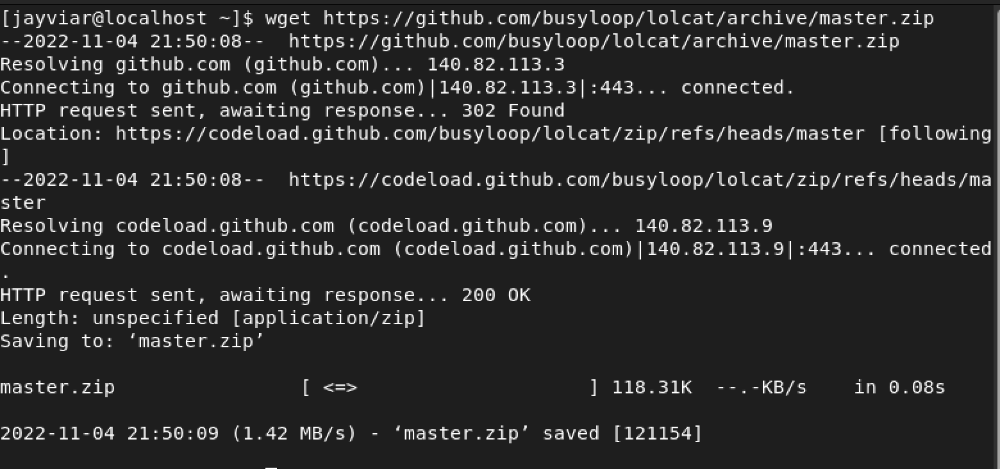 [jayviar@localhost ~]$ wget https://github.com/busyloop/lolcat/archive/master.zip
--2022-11-04 21:50:08--  https://github.com/busyloop/lolcat/archive/master.zip
Resolving github.com (github.com)... 140.82.113.3
Connecting to github.com (github.com)|140.82.113.3|:443... connected.
HTTP request sent, awaiting response... 302 Found
Location: https://codeload.github.com/busyloop/lolcat/zip/refs/heads/master [following
]
--2022-11-04 21:50:08--  https://codeload.github.com/busyloop/lolcat/zip/refs/heads/ma
ster
Resolving codeload.github.com (codeload.github.com)... 140.82.113.9
Connecting to codeload.github.com (codeload.github.com)|140.82.113.9|:443... connected
.
HTTP request sent, awaiting response... 200 OK
Length: unspecified [application/zip]
Saving to: ‘master.zip’
master.zip                [ <=>                    ] 118.31K  --.-KB/s    in 0.08s
2022-11-04 21:50:09 (1.42 MB/s) - ‘master.zip’ saved [121154]